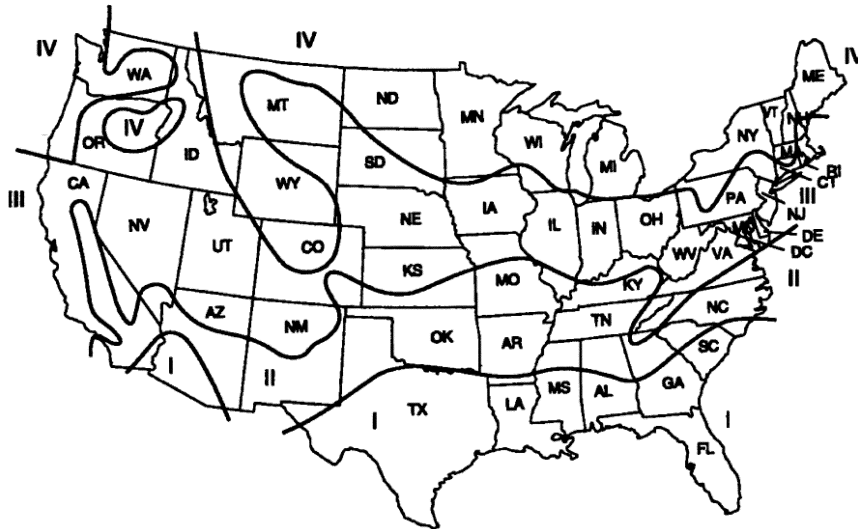 IV
IV
IV
WA
MT
ND
MN
ME
VT
NH
OR
IV
ID
SD
WI
MI
NY
MA
RI
CT
III
CA
WY
III
PA
NJ
NV
UT
NE
IA
IL
IN
OH
DE
DC
CO
KS
MO
WV
VA
II
KY
AZ
NM
OK
AR
TN
NC
SC
I
II
TX
LA
MS
AL
GA
I
I
FL